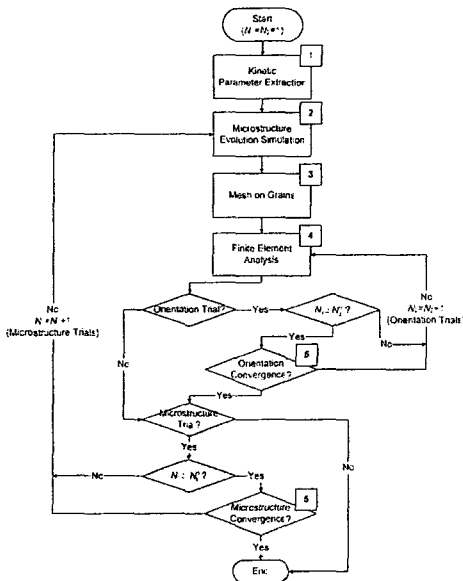 Start
1
Kinetic
Parameter Extraction
2
Microstructure
Evolution Simulation
3
Mesh on Grains
4
Finite Element
Analysis
No
(Microstructure Trials)
Orientation Trial?
Yes
No
(Orientation Trials)
No
Yes
5
Orientation
Convergence?
No
Yes
Microstructure
Trial?
Yes
No
No
Yes
Microstructure
Convergence?
Yes
End